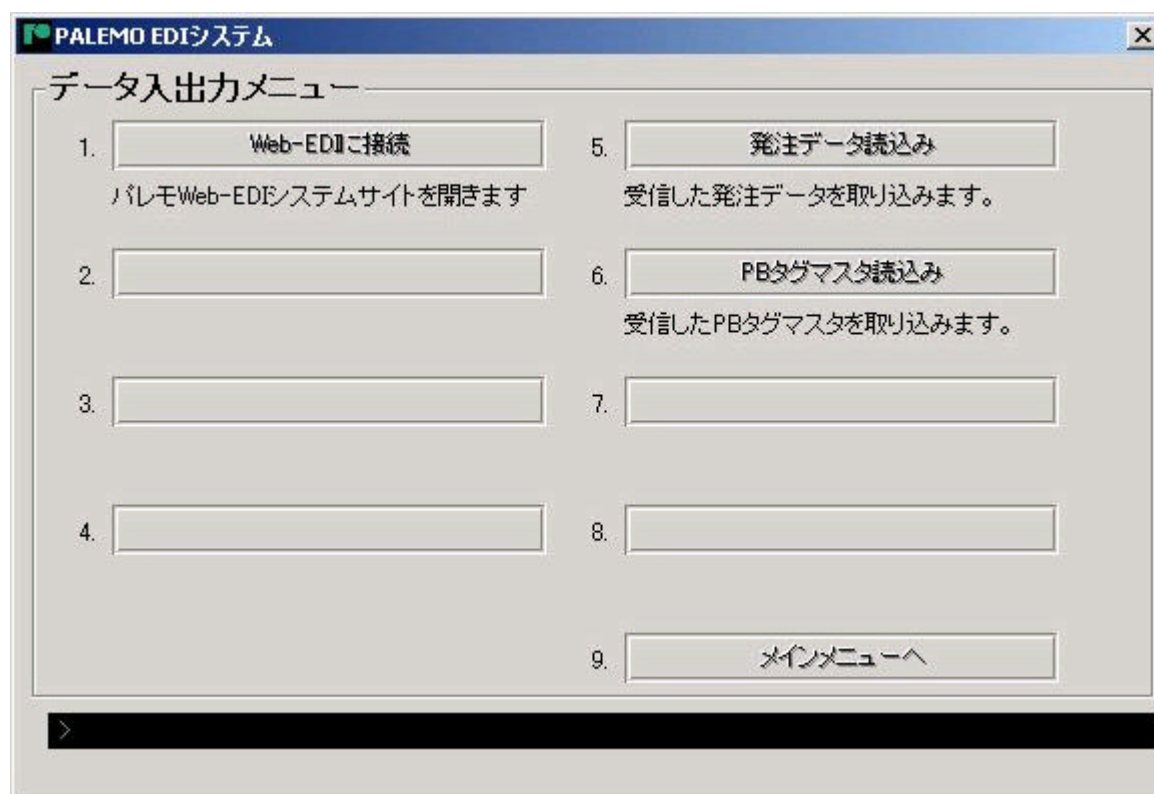 PALEMO EDIシステム
データ入出力メニュー
1. Web-EDIに接続
パレモWeb-EDIシステムサイトを開きます
2.
3.
4.
5. 発注データ読込み
受信した発注データを取り込みます。
6. PBタグマスタ読込み
受信したPBタグマスタを取り込みます。
7.
8.
9. メインメニューへ
>